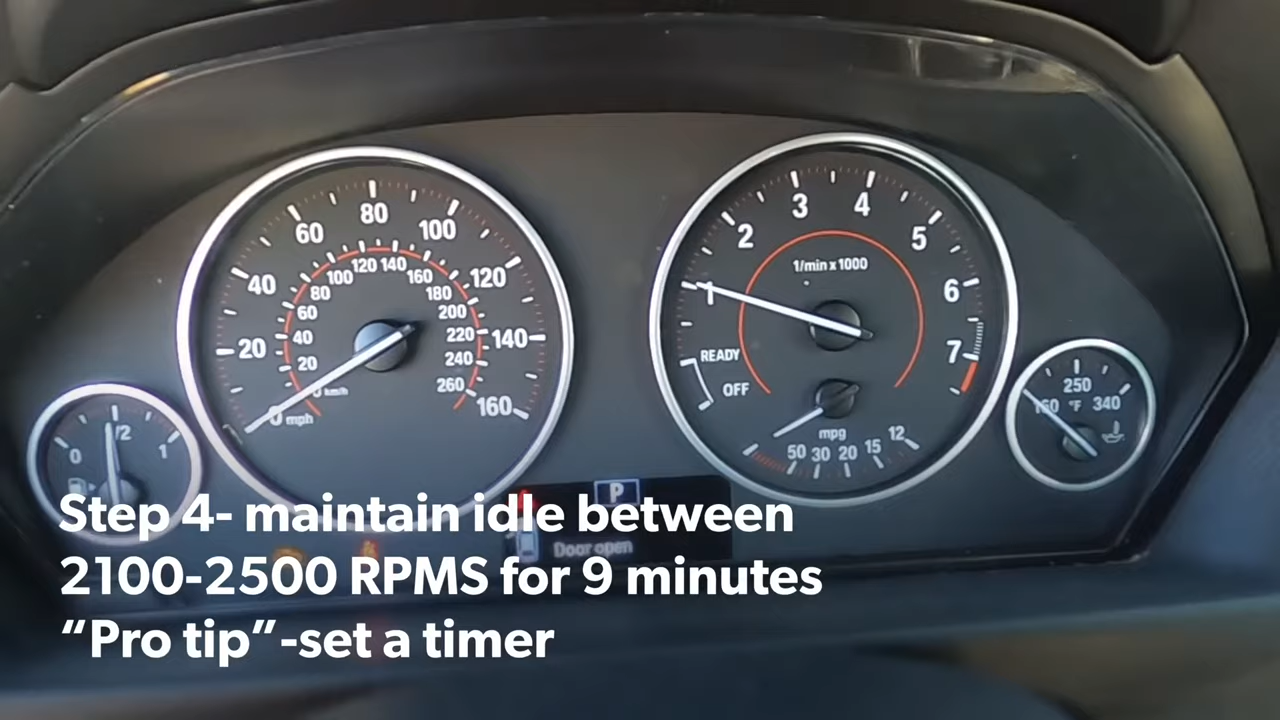 20
40
60
80
100
120
140
160
20
40
60
80
100
120
140
160
180
200
220
240
260
0 mph
0 km/h
1
2
3
4
5
6
7
1/min x 1000
READY
OFF
mpg
50 30 20 15 12
0
1/2
1
250
160 °F 340
P
Door open
Step 4- maintain idle between
2100-2500 RPMS for 9 minutes
“Pro tip”-set a timer